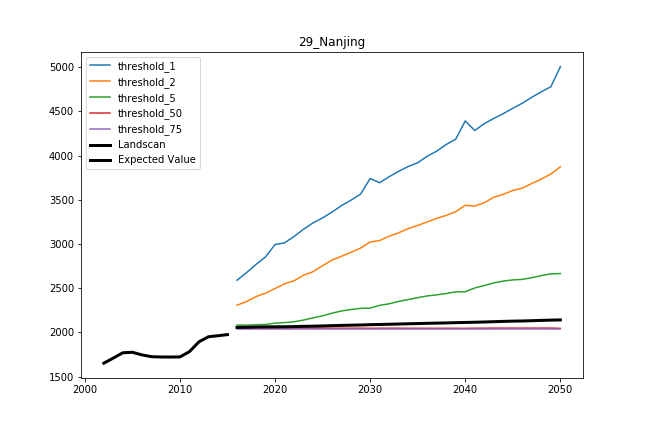 29_Nanjing
5000
4500
4000
3500
3000
2500
2000
1500
threshold_1
threshold_2
threshold_5
threshold_50
threshold_75
Landscan
Expected Value
2000 2010 2020 2030 2040 2050